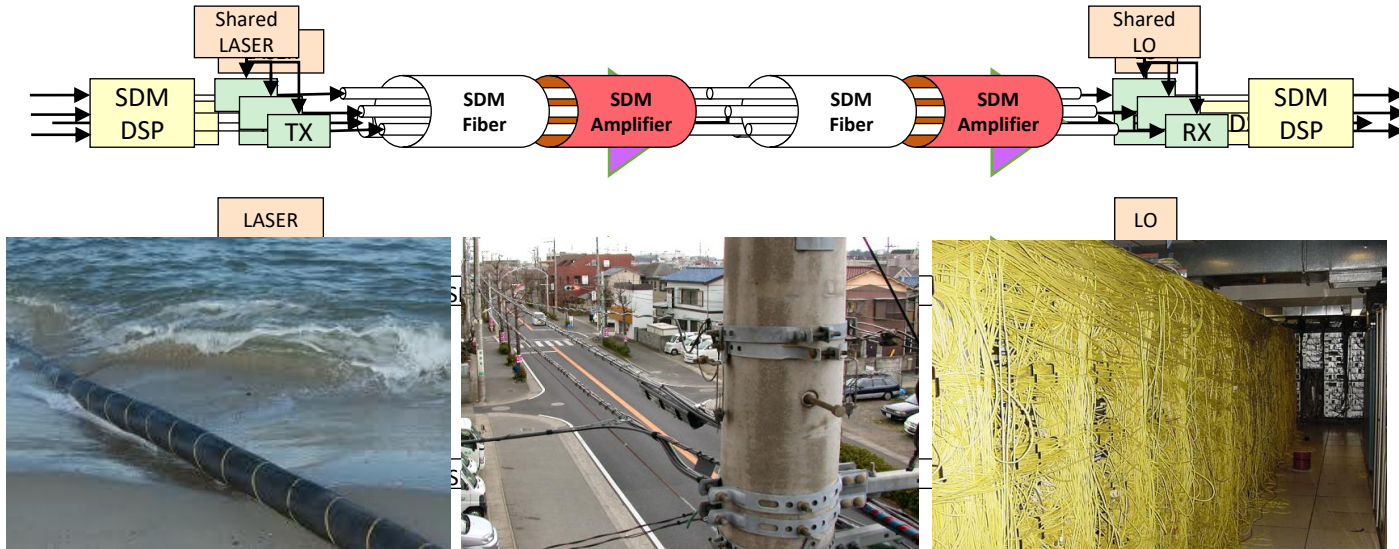 Shared
LASER
Shared
LO
SDM
DSP
TX
SDM
Fiber
SDM
Amplifier
SDM
Fiber
SDM
Amplifier
RX
D
SDM
DSP
LASER
LO